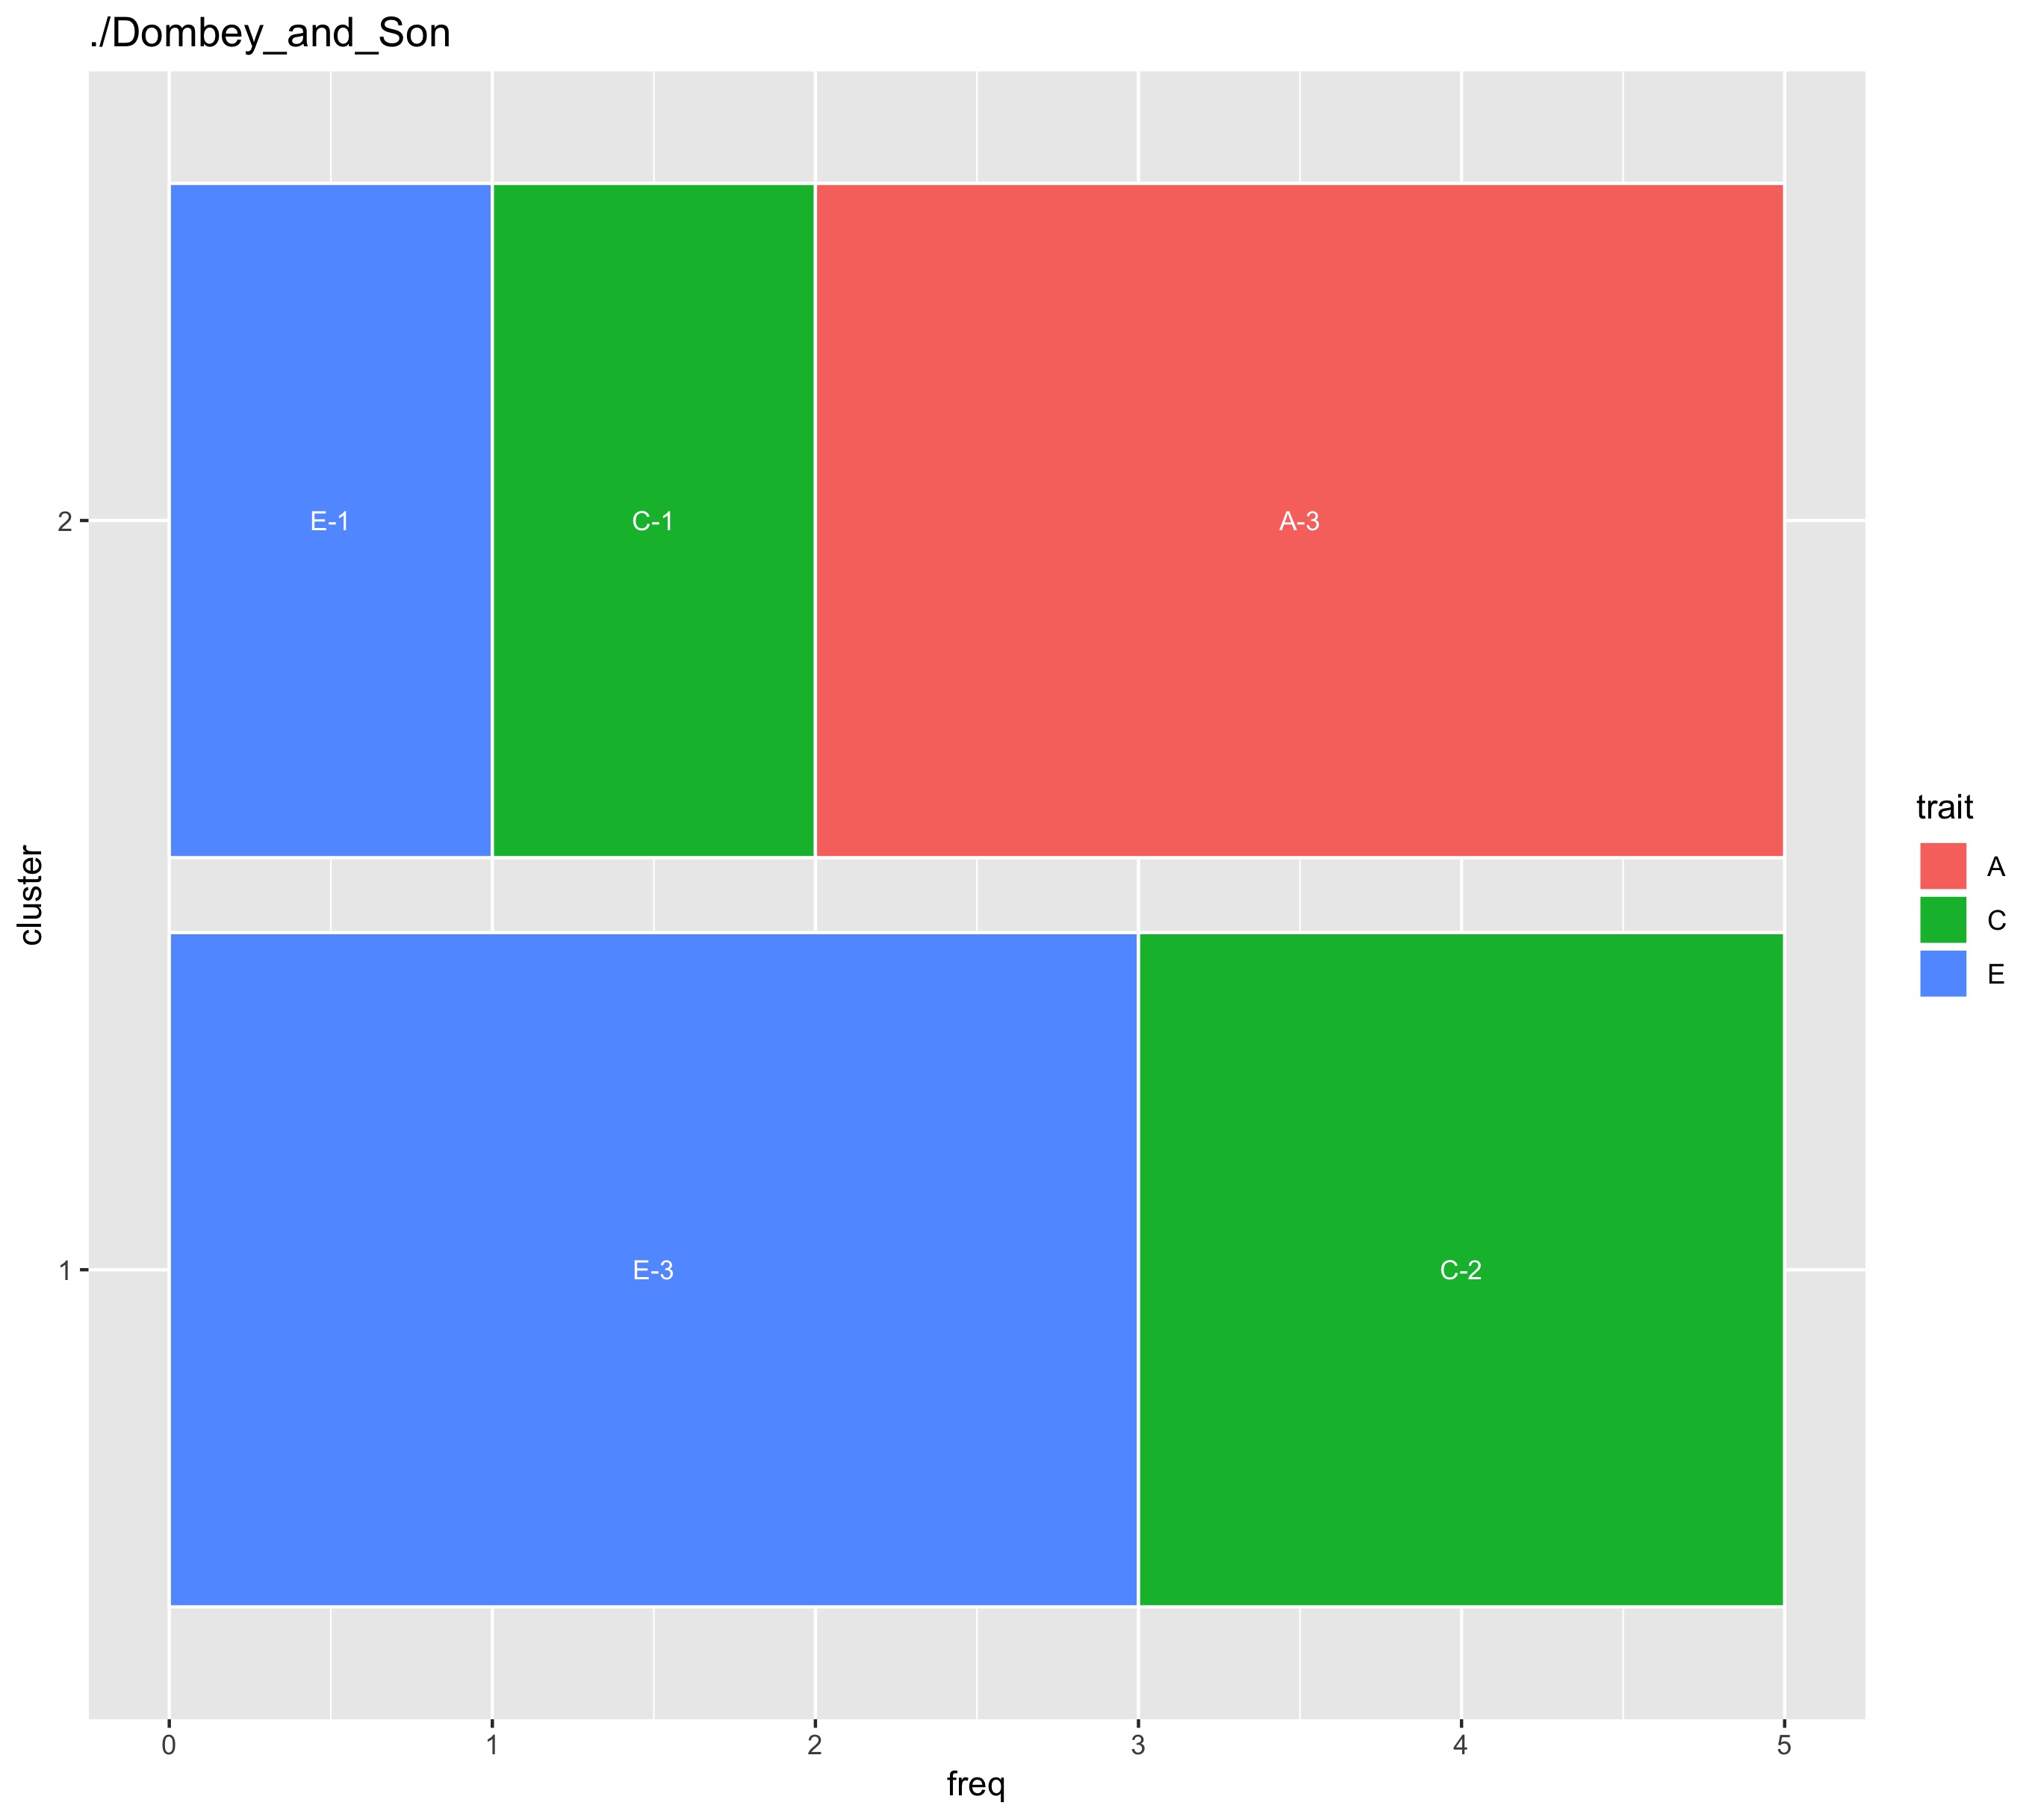 ./Dombey_and_Son
cluster
2
E-1
C-1
A-3
1
E-3
C-2
0 1 2 3 4 5
freq
trait
A
C
E